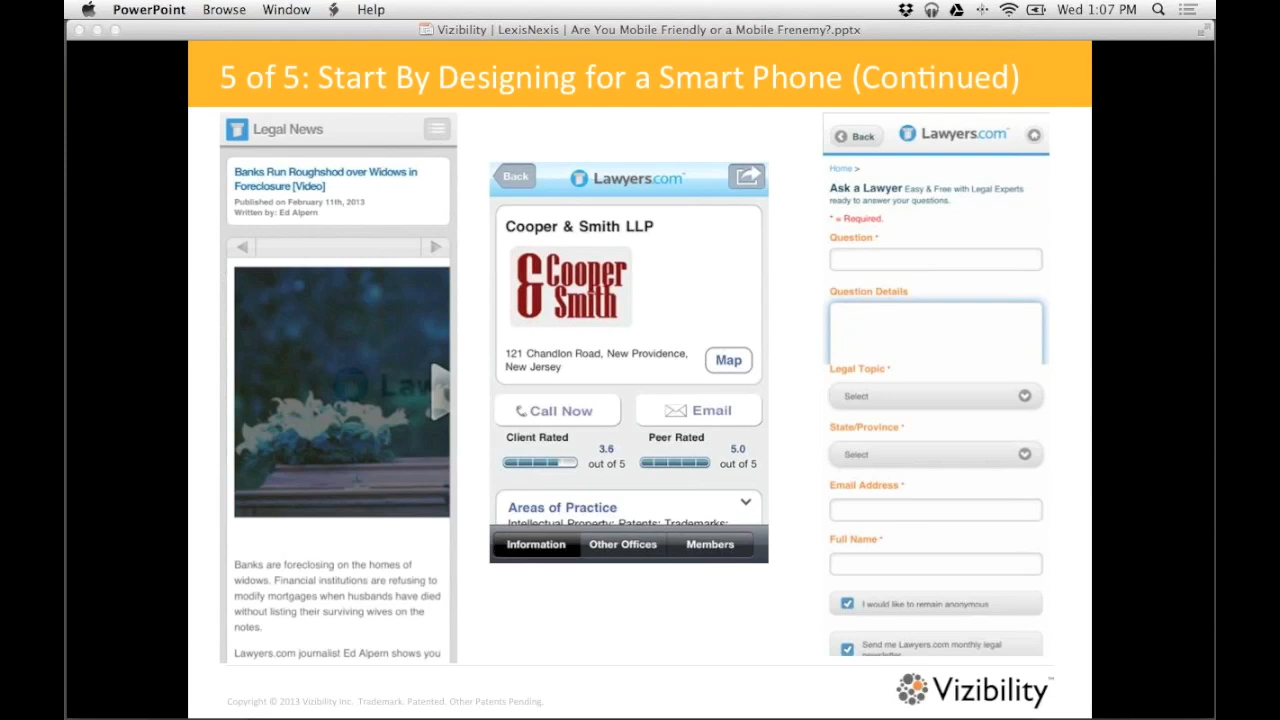 PowerPoint Browse Window Help
Wed 1:07 PM
Vizibility | LexisNexis | Are You Mobile Friendly or a Mobile Frenemy?.pptx
5 of 5: Start By Designing for a Smart Phone (Continued)
Legal News
Banks Run Roughshod over Widows in
Foreclosure [Video]
Published on February 11th, 2013
Written by: Ed Alpern
Banks are foreclosing on the homes of
widows. Financial institutions are refusing to
modify mortgages when husbands have died
without listing their surviving wives on the
notes.
Lawyers.com journalist Ed Alpern shows you
Back
Lawyers.com
Cooper & Smith LLP
& Cooper
Smith
121 Chandlon Road, New Providence,
New Jersey
Map
Call Now
Email
Client Rated
3.6
out of 5
Peer Rated
5.0
out of 5
Areas of Practice
Intellectual Property; Patents; Trademarks;
Information
Other Offices
Members
Back
Lawyers.com
Home >
Ask a Lawyer Easy & Free with Legal Experts
ready to answer your questions.
* = Required.
Question *
Question Details
Legal Topic *
Select
State/Province *
Select
Email Address *
Full Name *
I would like to remain anonymous
Send me Lawyers.com monthly legal
newsletter
Copyright © 2013 Vizibility Inc. Trademark. Patented. Other Patents Pending.
Vizibility™